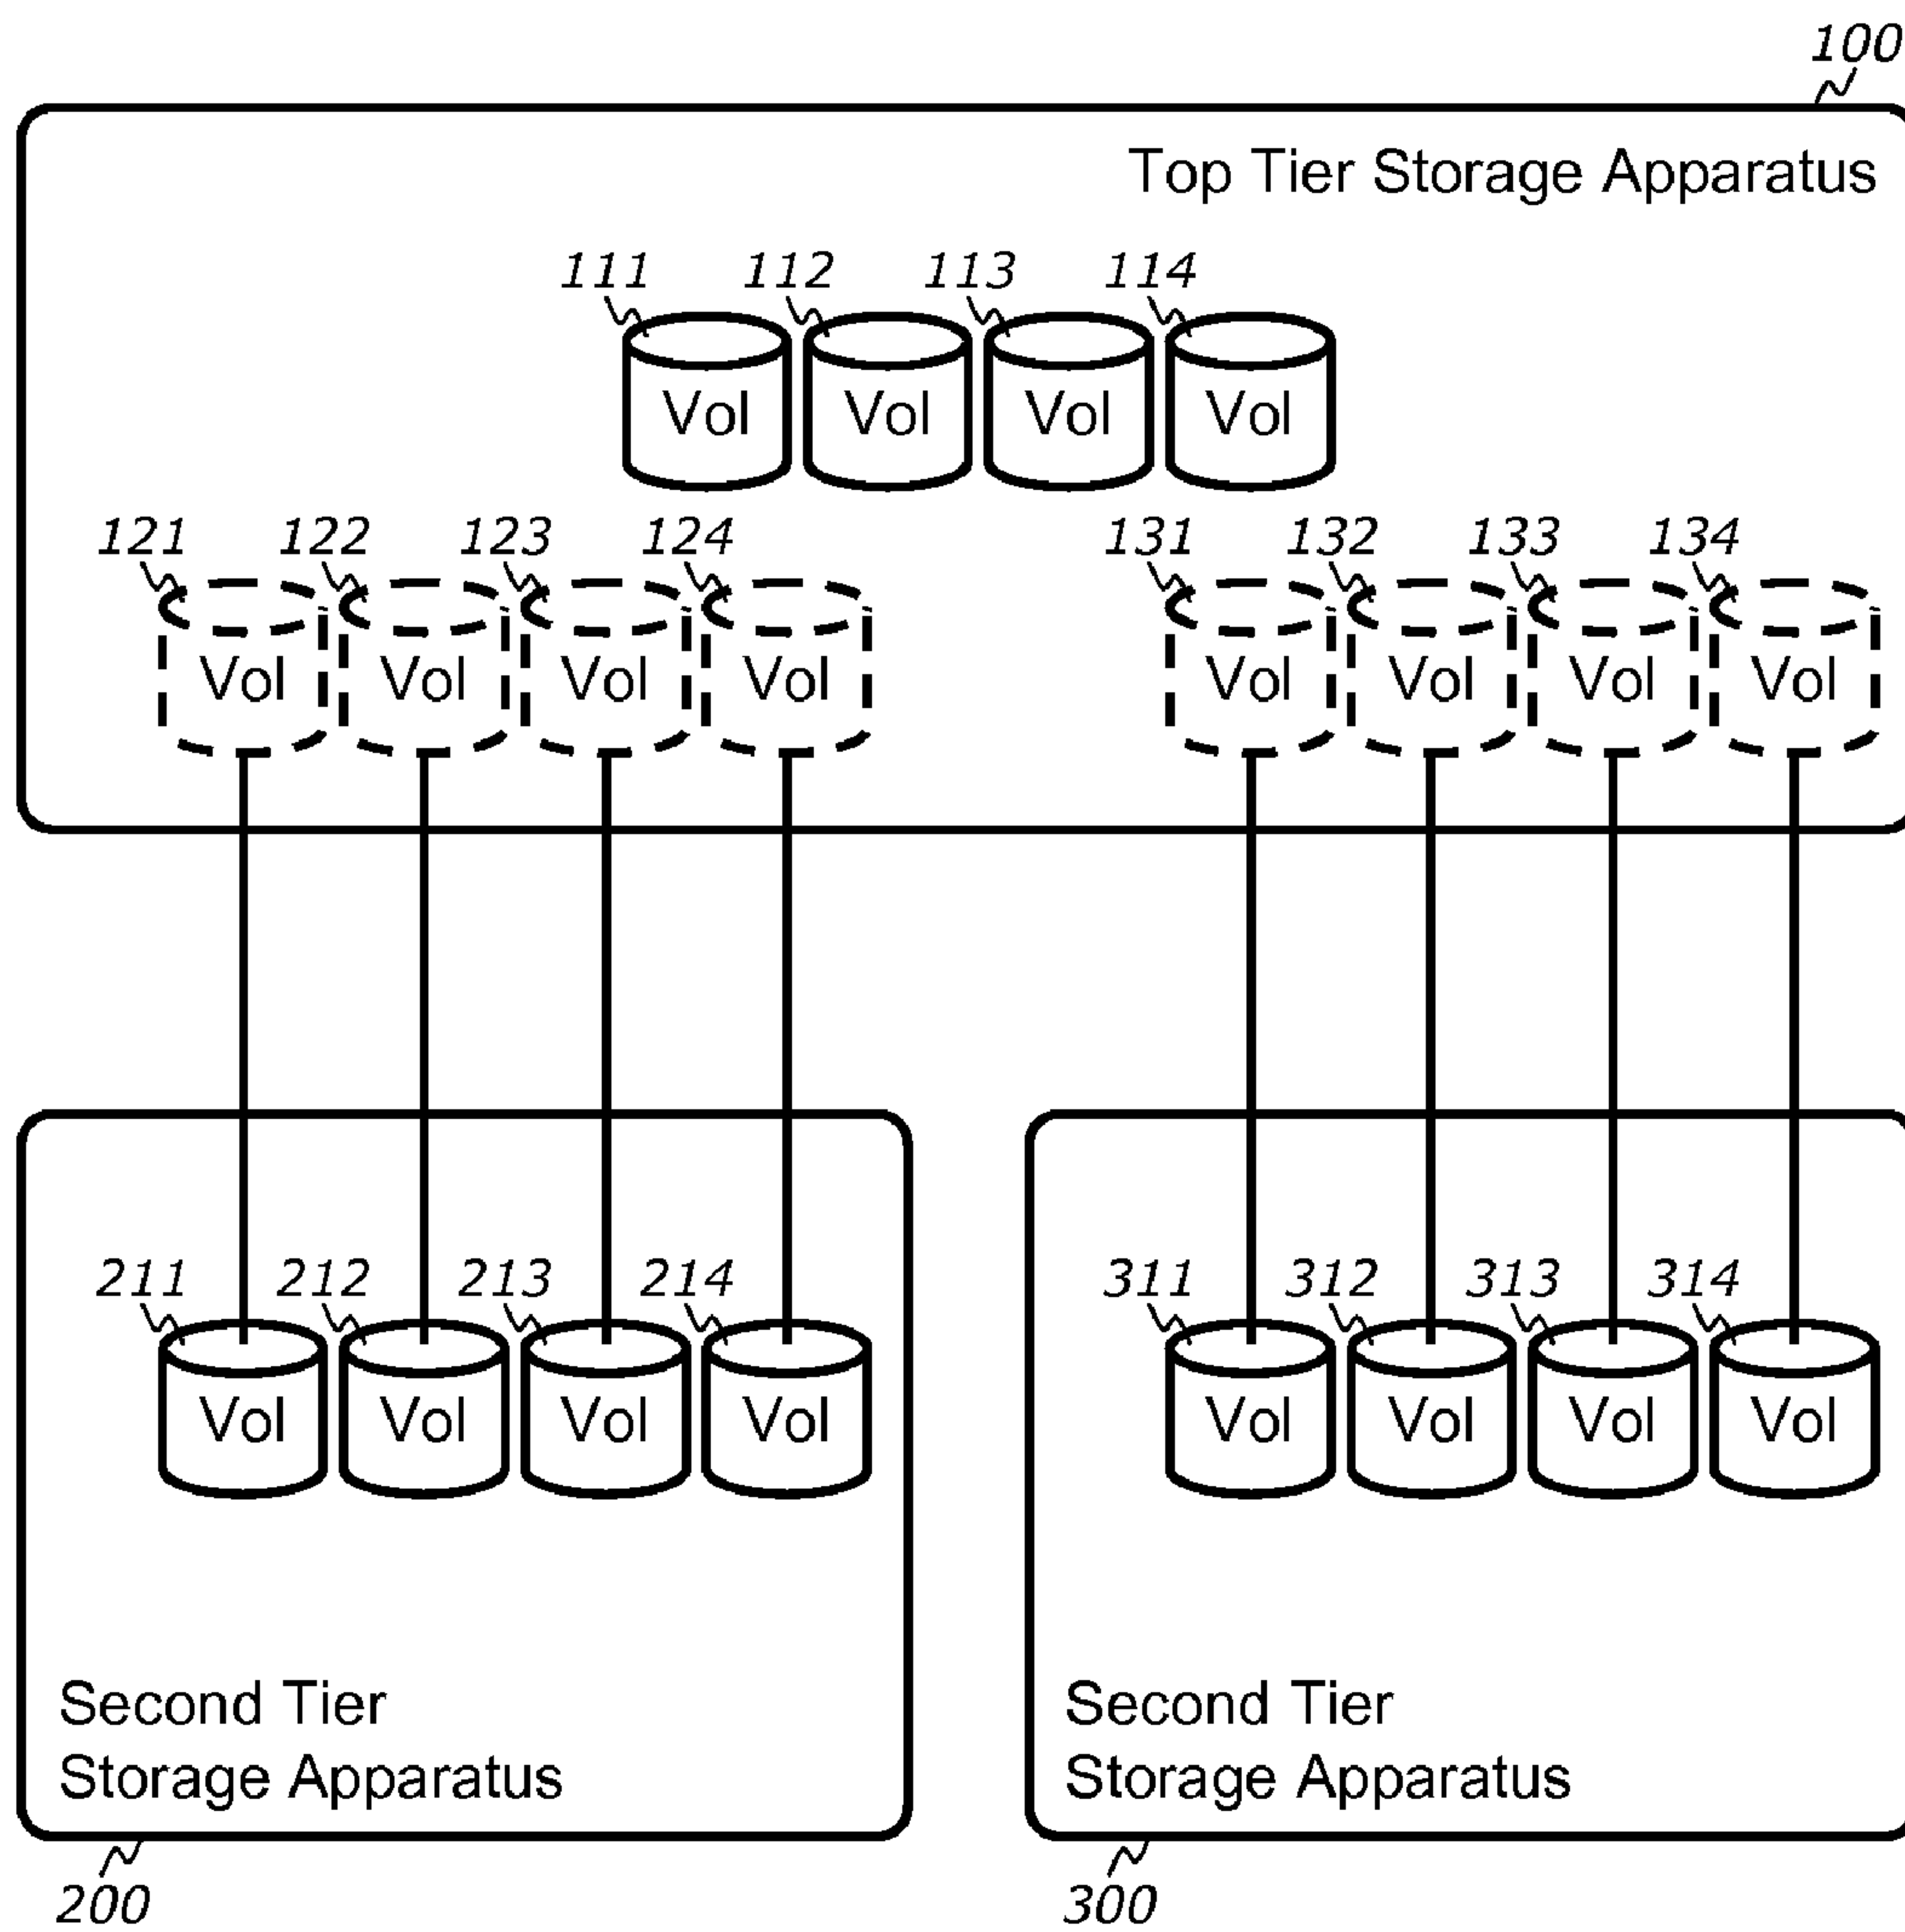 100
Top Tier Storage Apparatus
111 112 113 114
Vol Vol Vol Vol
121 122 123 124 131 132 133 134
Vol Vol Vol Vol Vol Vol Vol Vol
211 212 213 214 311 312 313 314
Vol Vol Vol Vol Vol Vol Vol Vol
Second Tier
Storage Apparatus
Second Tier
Storage Apparatus
200 300